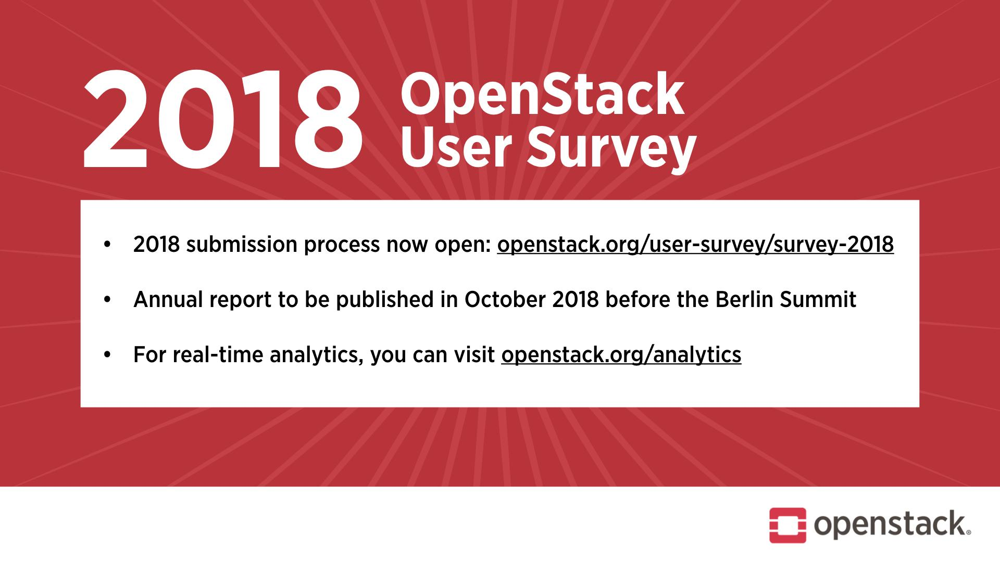 2018 OpenStack
User Survey
• 2018 submission process now open: openstack.org/user-survey/survey-2018
• Annual report to be published in October 2018 before the Berlin Summit
• For real-time analytics, you can visit openstack.org/analytics
openstack.®